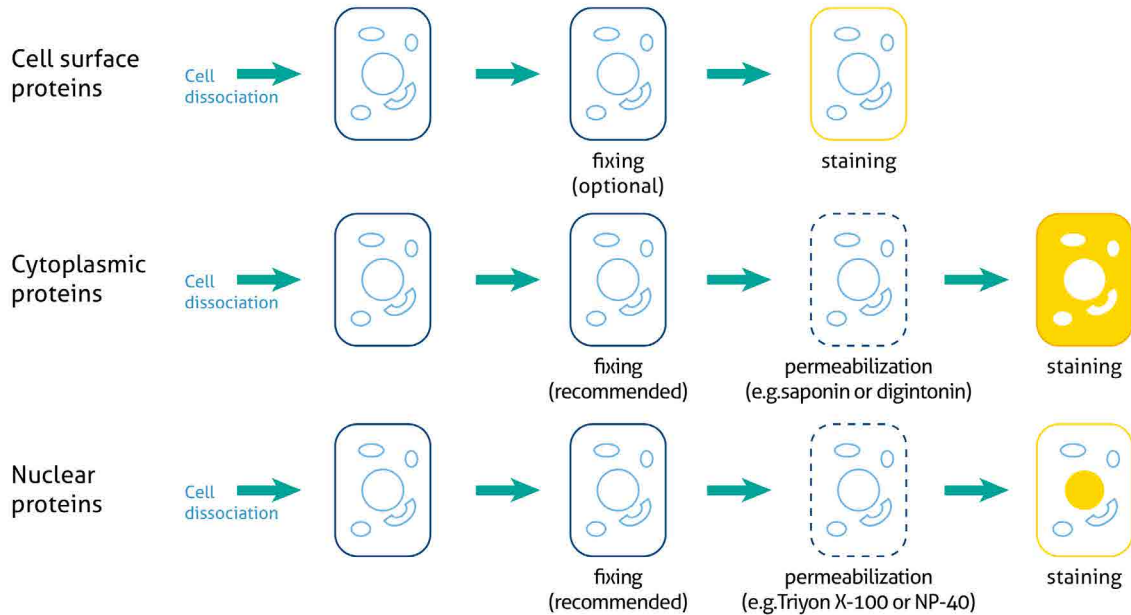 Cell surface
proteins
Cell
dissociation
fixing
(optional)
staining
Cytoplasmic
proteins
Cell
dissociation
fixing
(recommended)
permeabilization
(e.g.saponin or digintonin)
staining
Nuclear
proteins
Cell
dissociation
fixing
(recommended)
permeabilization
(e.g.Triyon X-100 or NP-40)
staining